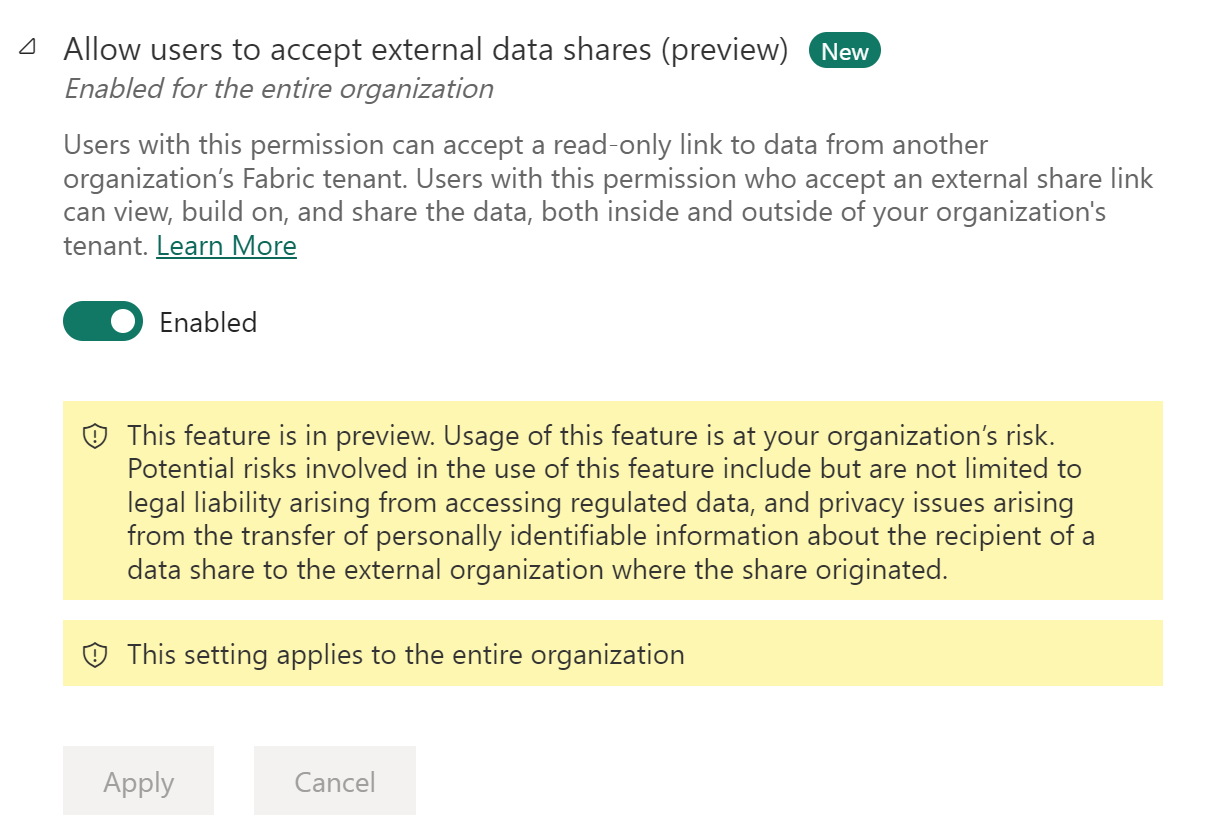 Allow users to accept external data shares (preview) New
Enabled for the entire organization
Users with this permission can accept a read-only link to data from another
organization’s Fabric tenant. Users with this permission who accept an external share link
can view, build on, and share the data, both inside and outside of your organization's
tenant. Learn More
Enabled
This feature is in preview. Usage of this feature is at your organization’s risk.
Potential risks involved in the use of this feature include but are not limited to
legal liability arising from accessing regulated data, and privacy issues arising
from the transfer of personally identifiable information about the recipient of a
data share to the external organization where the share originated.
This setting applies to the entire organization
Apply Cancel